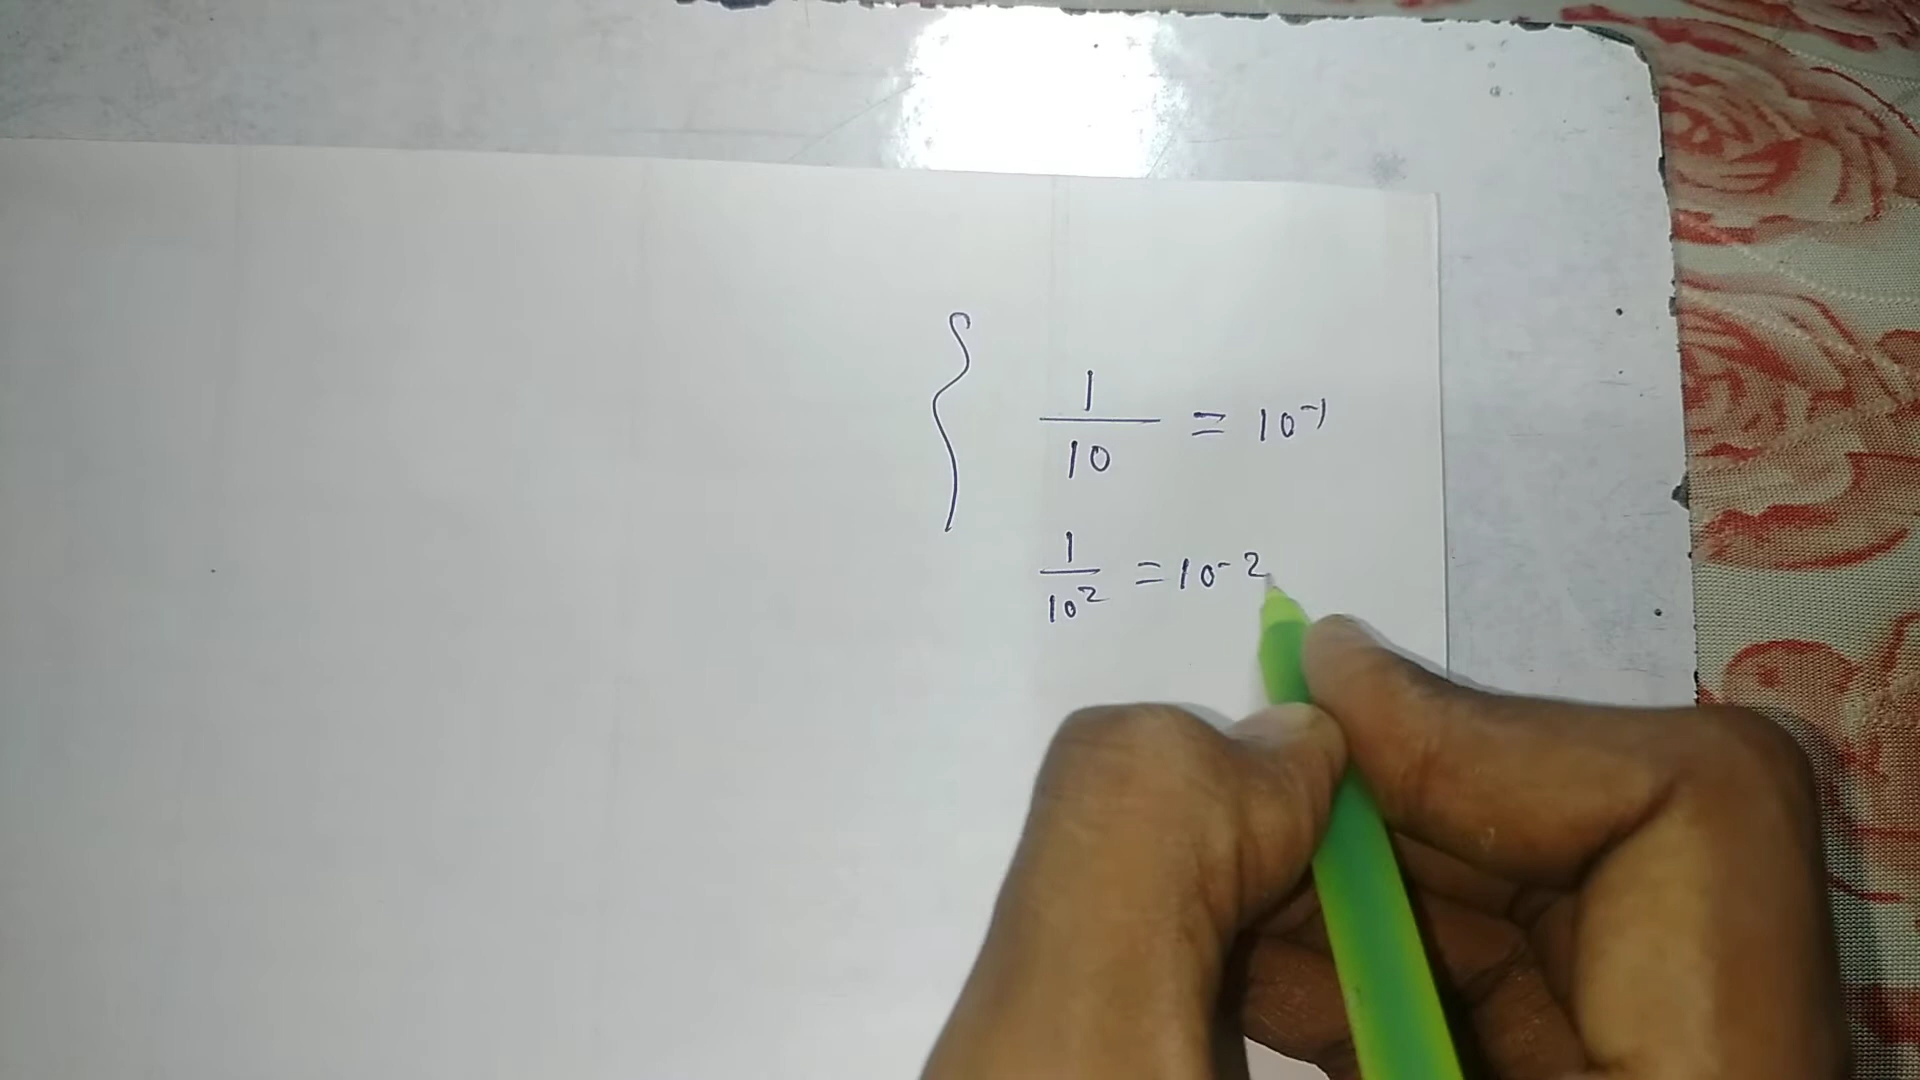 1/10 = 10⁻¹
1/10² = 10⁻²